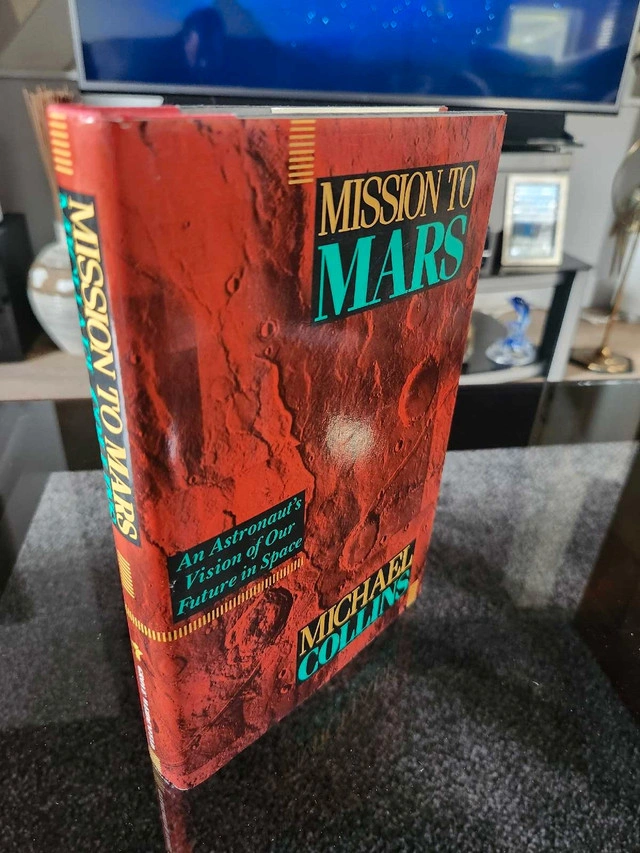 MISSION TO
MARS
An Astronaut's
Vision of Our
Future in Space
MICHAEL
COLLINS
MISSION TO MARS